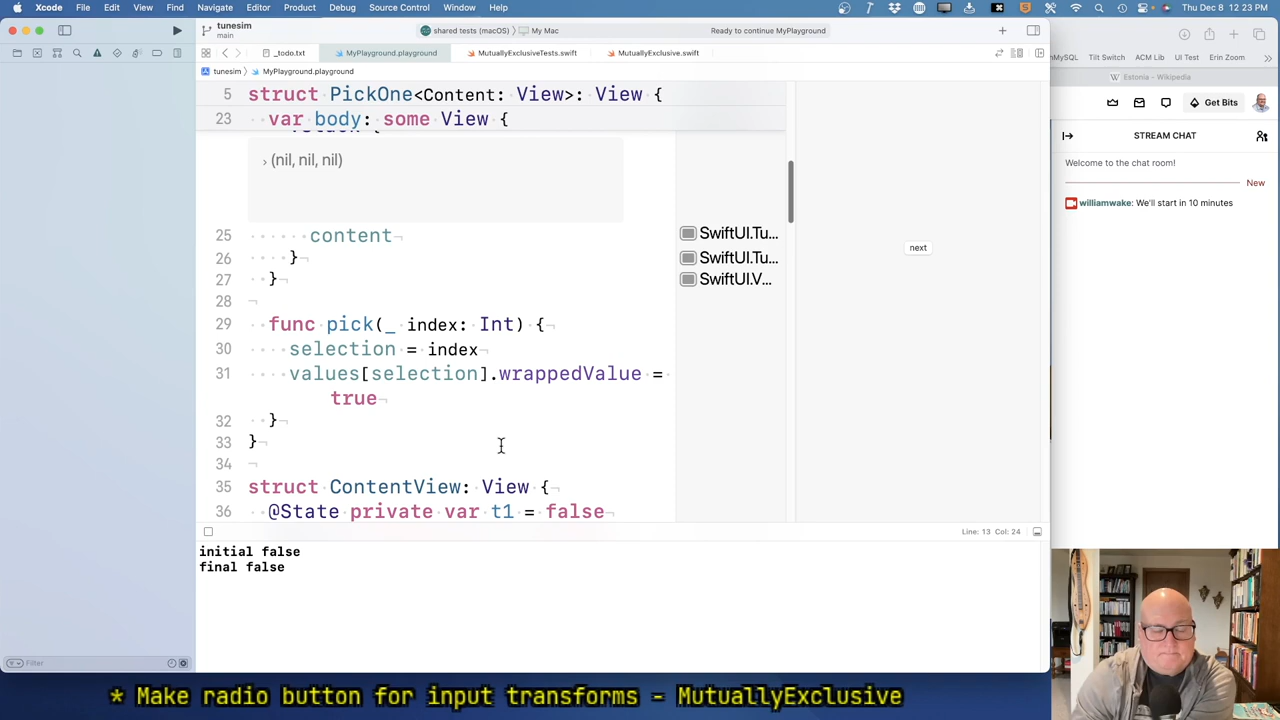 Xcode File Edit View Find Navigate Editor Product Debug Integrate Window Help
12:23:58 PM
tunesim
main
shared tests (macOS) 〉 My Mac
Ready to continue MyPlayground
_todo.txt
MyPlayground.playground
MutuallyExclusiveTests.swift
MutuallyExclusive.swift
tunesim 〉 MyPlayground.playground
5 struct PickOne<Content: View>: View {
23 var body: some View {
› (nil, nil, nil)
25 content¬
26 }¬
27 }¬
28 ¬
29 func pick(_ index: Int) {¬
30 selection = index¬
31 values[selection].wrappedValue =
true¬
32 }¬
33 }¬
34 ¬
35 struct ContentView: View {¬
36 @State private var t1 = false¬
SwiftUI.Tu...
SwiftUI.Tu...
SwiftUI.V...
next
Line: 13 Col: 24
initial false
final false
Filter
MySQL Tilt Switch ACM Lib UI Test Erin Zoom
Estonia - Wikipedia
Get Bits
STREAM CHAT
Welcome to the chat room!
New
williamwake: We'll start in 10 minutes
* Make radio button for input transforms - MutuallyExclusive